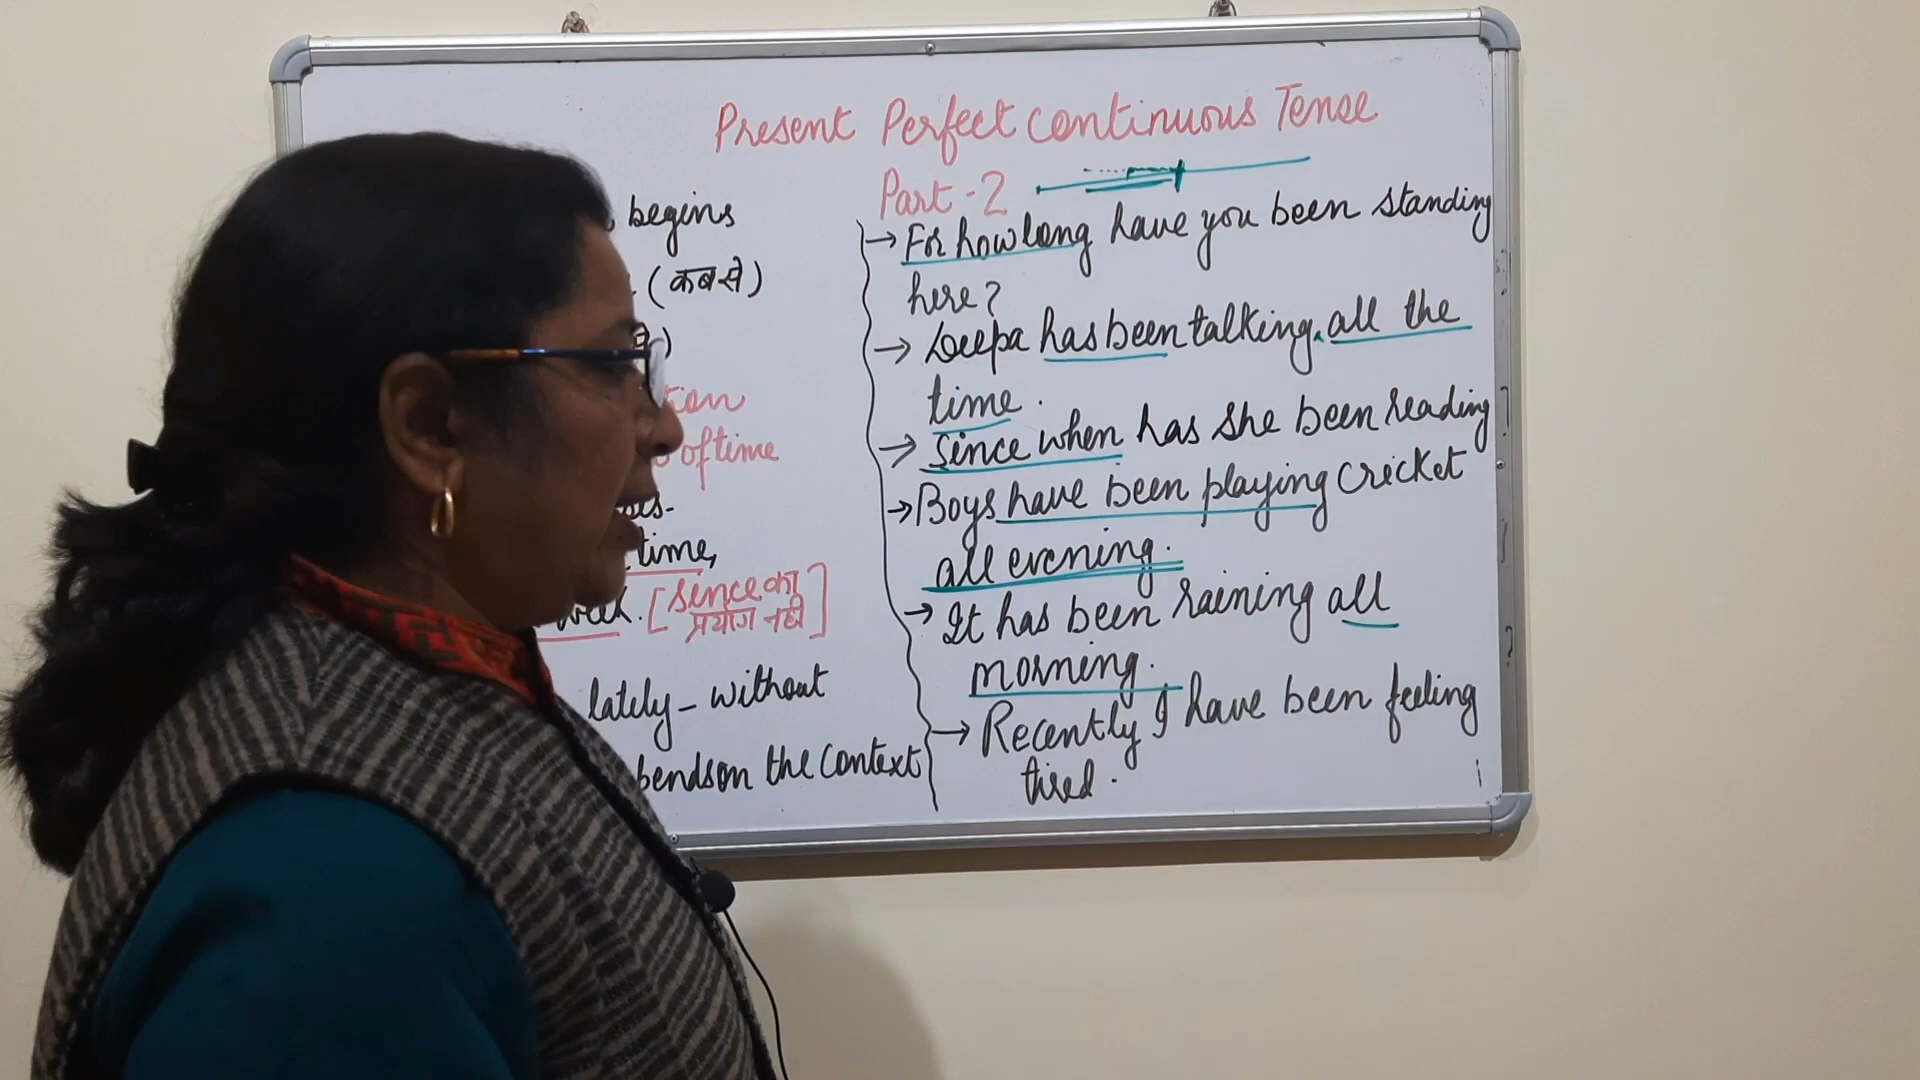 Present Perfect Continuous Tense
Part-2
begins
(कब से)
of time
time,
week. [Since का
प्रयोग नही]
lately - without
on the context
→ For how long have you been standing
here?
→ Deepa has been talking all the
time.
→ Since when has she been reading
→ Boys have been playing cricket
all evening.
→ It has been raining all
morning.
→ Recently I have been feeling
tired.